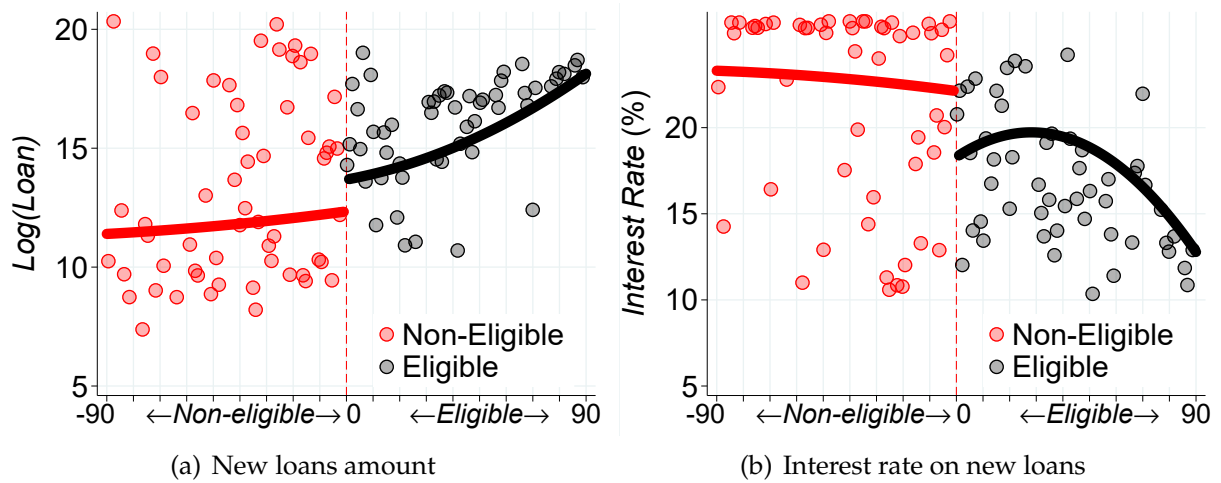 20
15
10
5
Log(Loan)
Non-Eligible
Eligible
-90 ←Non-eligible→ 0 ←Eligible→ 90
(a) New loans amount
20
15
10
5
Interest Rate (%)
Non-Eligible
Eligible
-90 ←Non-eligible→ 0 ←Eligible→ 90
(b) Interest rate on new loans